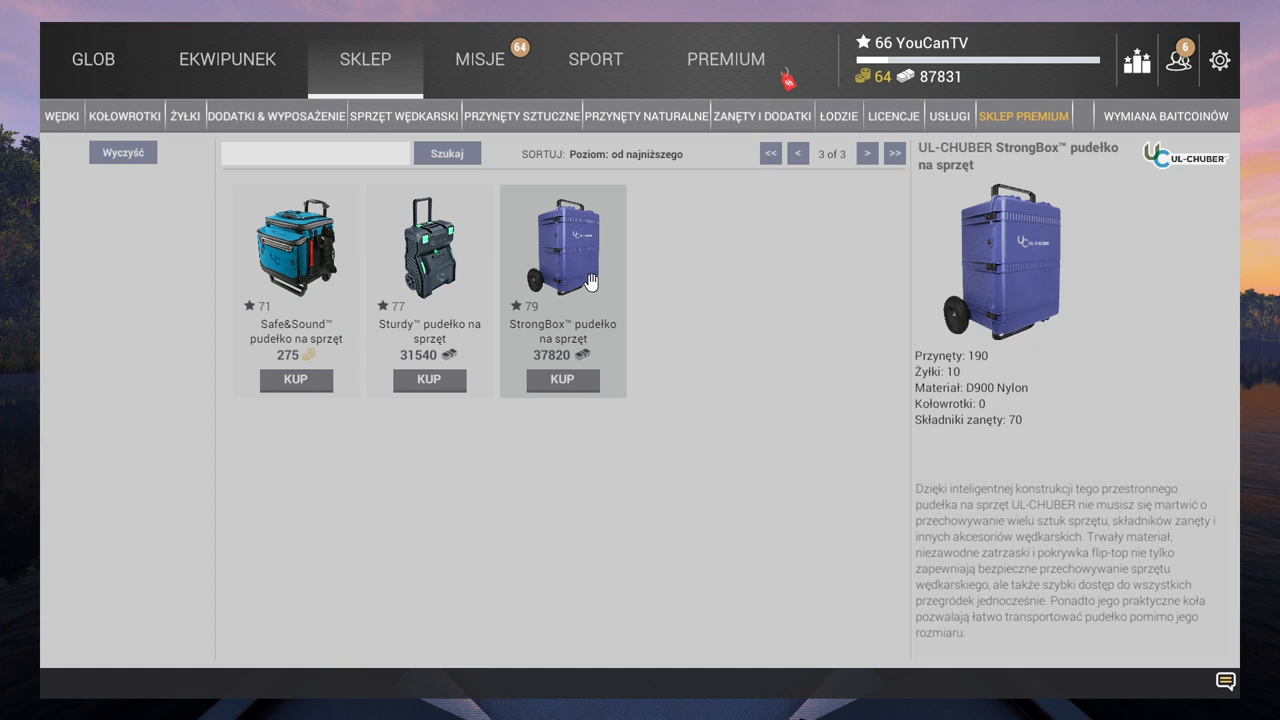 GLOB
EKWIPUNEK
SKLEP
MISJE
64
SPORT
PREMIUM
%
66 YouCanTV
64 87831
6
WĘDKI
KOŁOWROTKI
ŻYŁKI
DODATKI & WYPOSAŻENIE
SPRZĘT WĘDKARSKI
PRZYNĘTY SZTUCZNE
PRZYNĘTY NATURALNE
ZANĘTY I DODATKI
ŁODZIE
LICENCJE
USŁUGI
SKLEP PREMIUM
WYMIANA BAITCOINÓW
Wyczyść
Szukaj
SORTUJ: Poziom: od najniższego
<< < 3 of 3 > >>
71
Safe&Sound™
pudełko na sprzęt
275
KUP
77
Sturdy™ pudełko na
sprzęt
31540
KUP
UC UL-CHUBER
79
StrongBox™ pudełko
na sprzęt
37820
KUP
UL-CHUBER StrongBox™ pudełko
na sprzęt
UC UL-CHUBER™
UC UL-CHUBER
Przynęty: 190
Żyłki: 10
Materiał: D900 Nylon
Kołowrotki: 0
Składniki zanęty: 70
Dzięki inteligentnej konstrukcji tego przestronnego
pudełka na sprzęt UL-CHUBER nie musisz się martwić o
przechowywanie wielu sztuk sprzętu, składników zanęty i
innych akcesoriów wędkarskich. Trwały materiał,
niezawodne zatrzaski i pokrywka flip-top nie tylko
zapewniają bezpieczne przechowywanie sprzętu
wędkarskiego, ale także szybki dostęp do wszystkich
przegródek jednocześnie. Ponadto jego praktyczne koła
pozwalają łatwo transportować pudełko pomimo jego
rozmiaru.